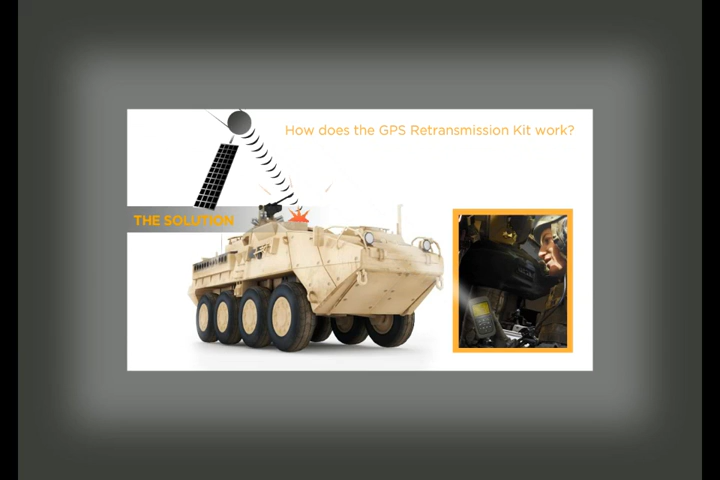 How does the GPS Retransmission Kit work?
THE SOLUTION